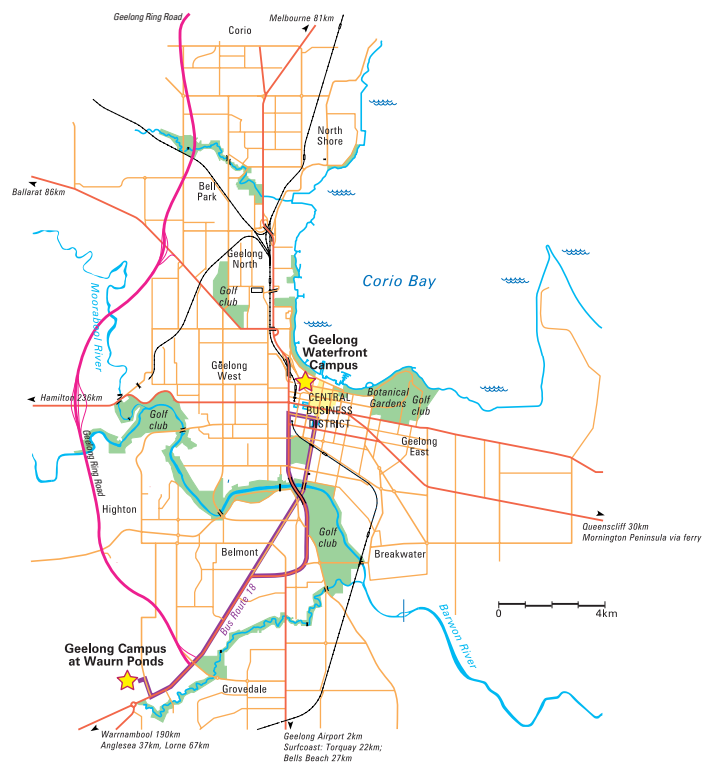 Geelong Ring Road
Melbourne 81km
Corio
North
Shore
Ballarat 86km
Bell
Park
Geelong
North
Golf
club
Corio Bay
Moorabool River
Geelong
Waterfront
Campus
Geelong
West
Hamilton 236km
Botanical
Gardens
Golf
club
CENTRAL
BUSINESS
DISTRICT
Golf
club
Geelong
East
Geelong Ring Road
Highton
Queenscliff 30km
Mornington Peninsula via ferry
Golf
club
Belmont
Breakwater
Bus Route 18
0
4km
Barwon River
Geelong Campus
at Waurn Ponds
Grovedale
Warrnambool 190km
Anglesea 37km, Lorne 67km
Geelong Airport 2km
Surfcoast: Torquay 22km;
Bells Beach 27km